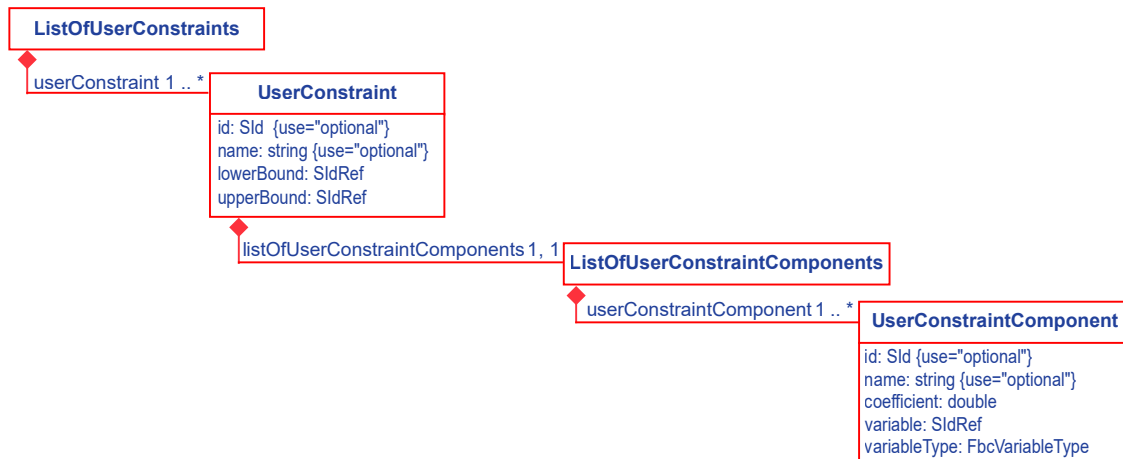 ListOfUserConstraints
userConstraint 1 .. *
UserConstraint
id: SId {use="optional"}
name: string {use="optional"}
lowerBound: SIdRef
upperBound: SIdRef
listOfUserConstraintComponents 1, 1
ListOfUserConstraintComponents
userConstraintComponent 1 .. *
UserConstraintComponent
id: SId {use="optional"}
name: string {use="optional"}
coefficient: double
variable: SIdRef
variableType: FbcVariableType